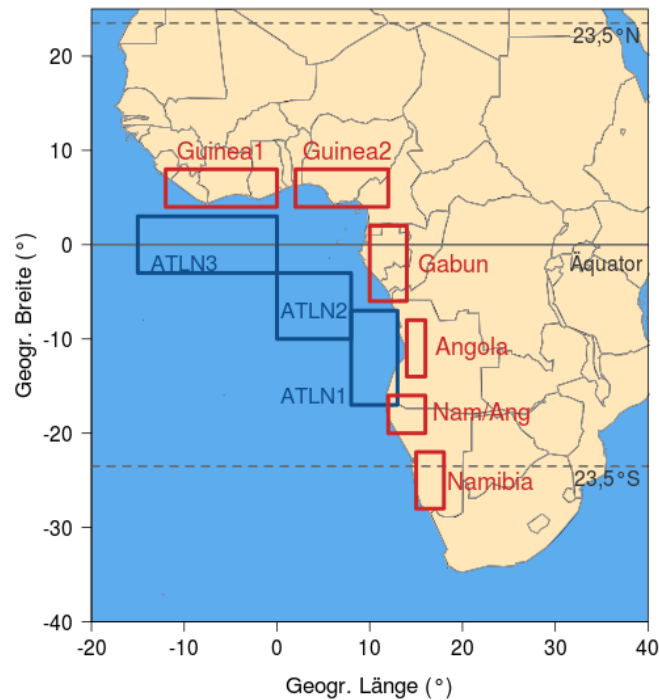 23,5°N
20
Guinea1 Guinea2
10
0
ATLN3
Gabun
Äquator
ATLN2
-10
Angola
ATLN1
Nam/Ang
-20
23,5°S
Namibia
-30
-40
-20 -10 0 10 20 30 40
Geogr. Breite (°)
Geogr. Länge (°)